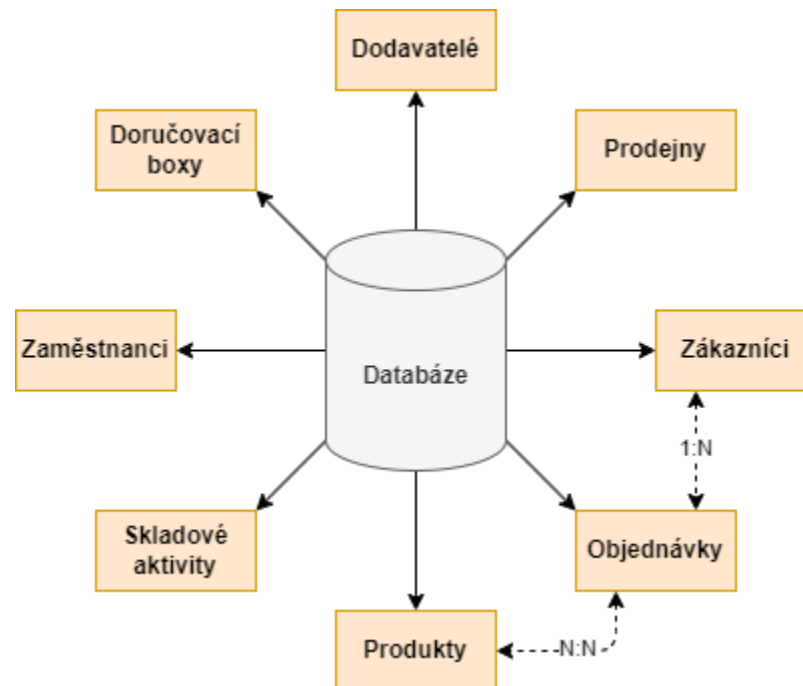 Dodavatelé
Doručovací
boxy
Prodejny
Zaměstnanci
Databáze
Zákazníci
1:N
Skladové
aktivity
Objednávky
Produkty
N:N